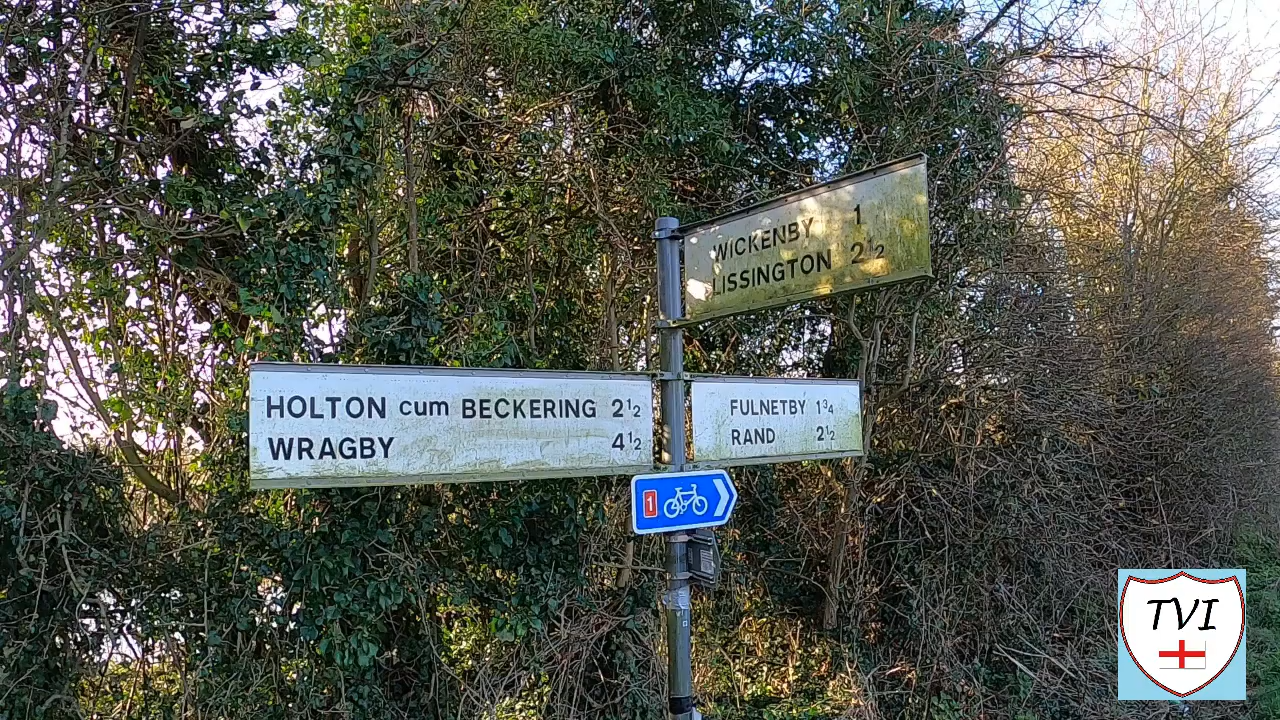 WICKENBY 1
LISSINGTON 2½
HOLTON cum BECKERING 2½
WRAGBY 4½
FULNETBY 1¾
RAND 2½
1
TVI